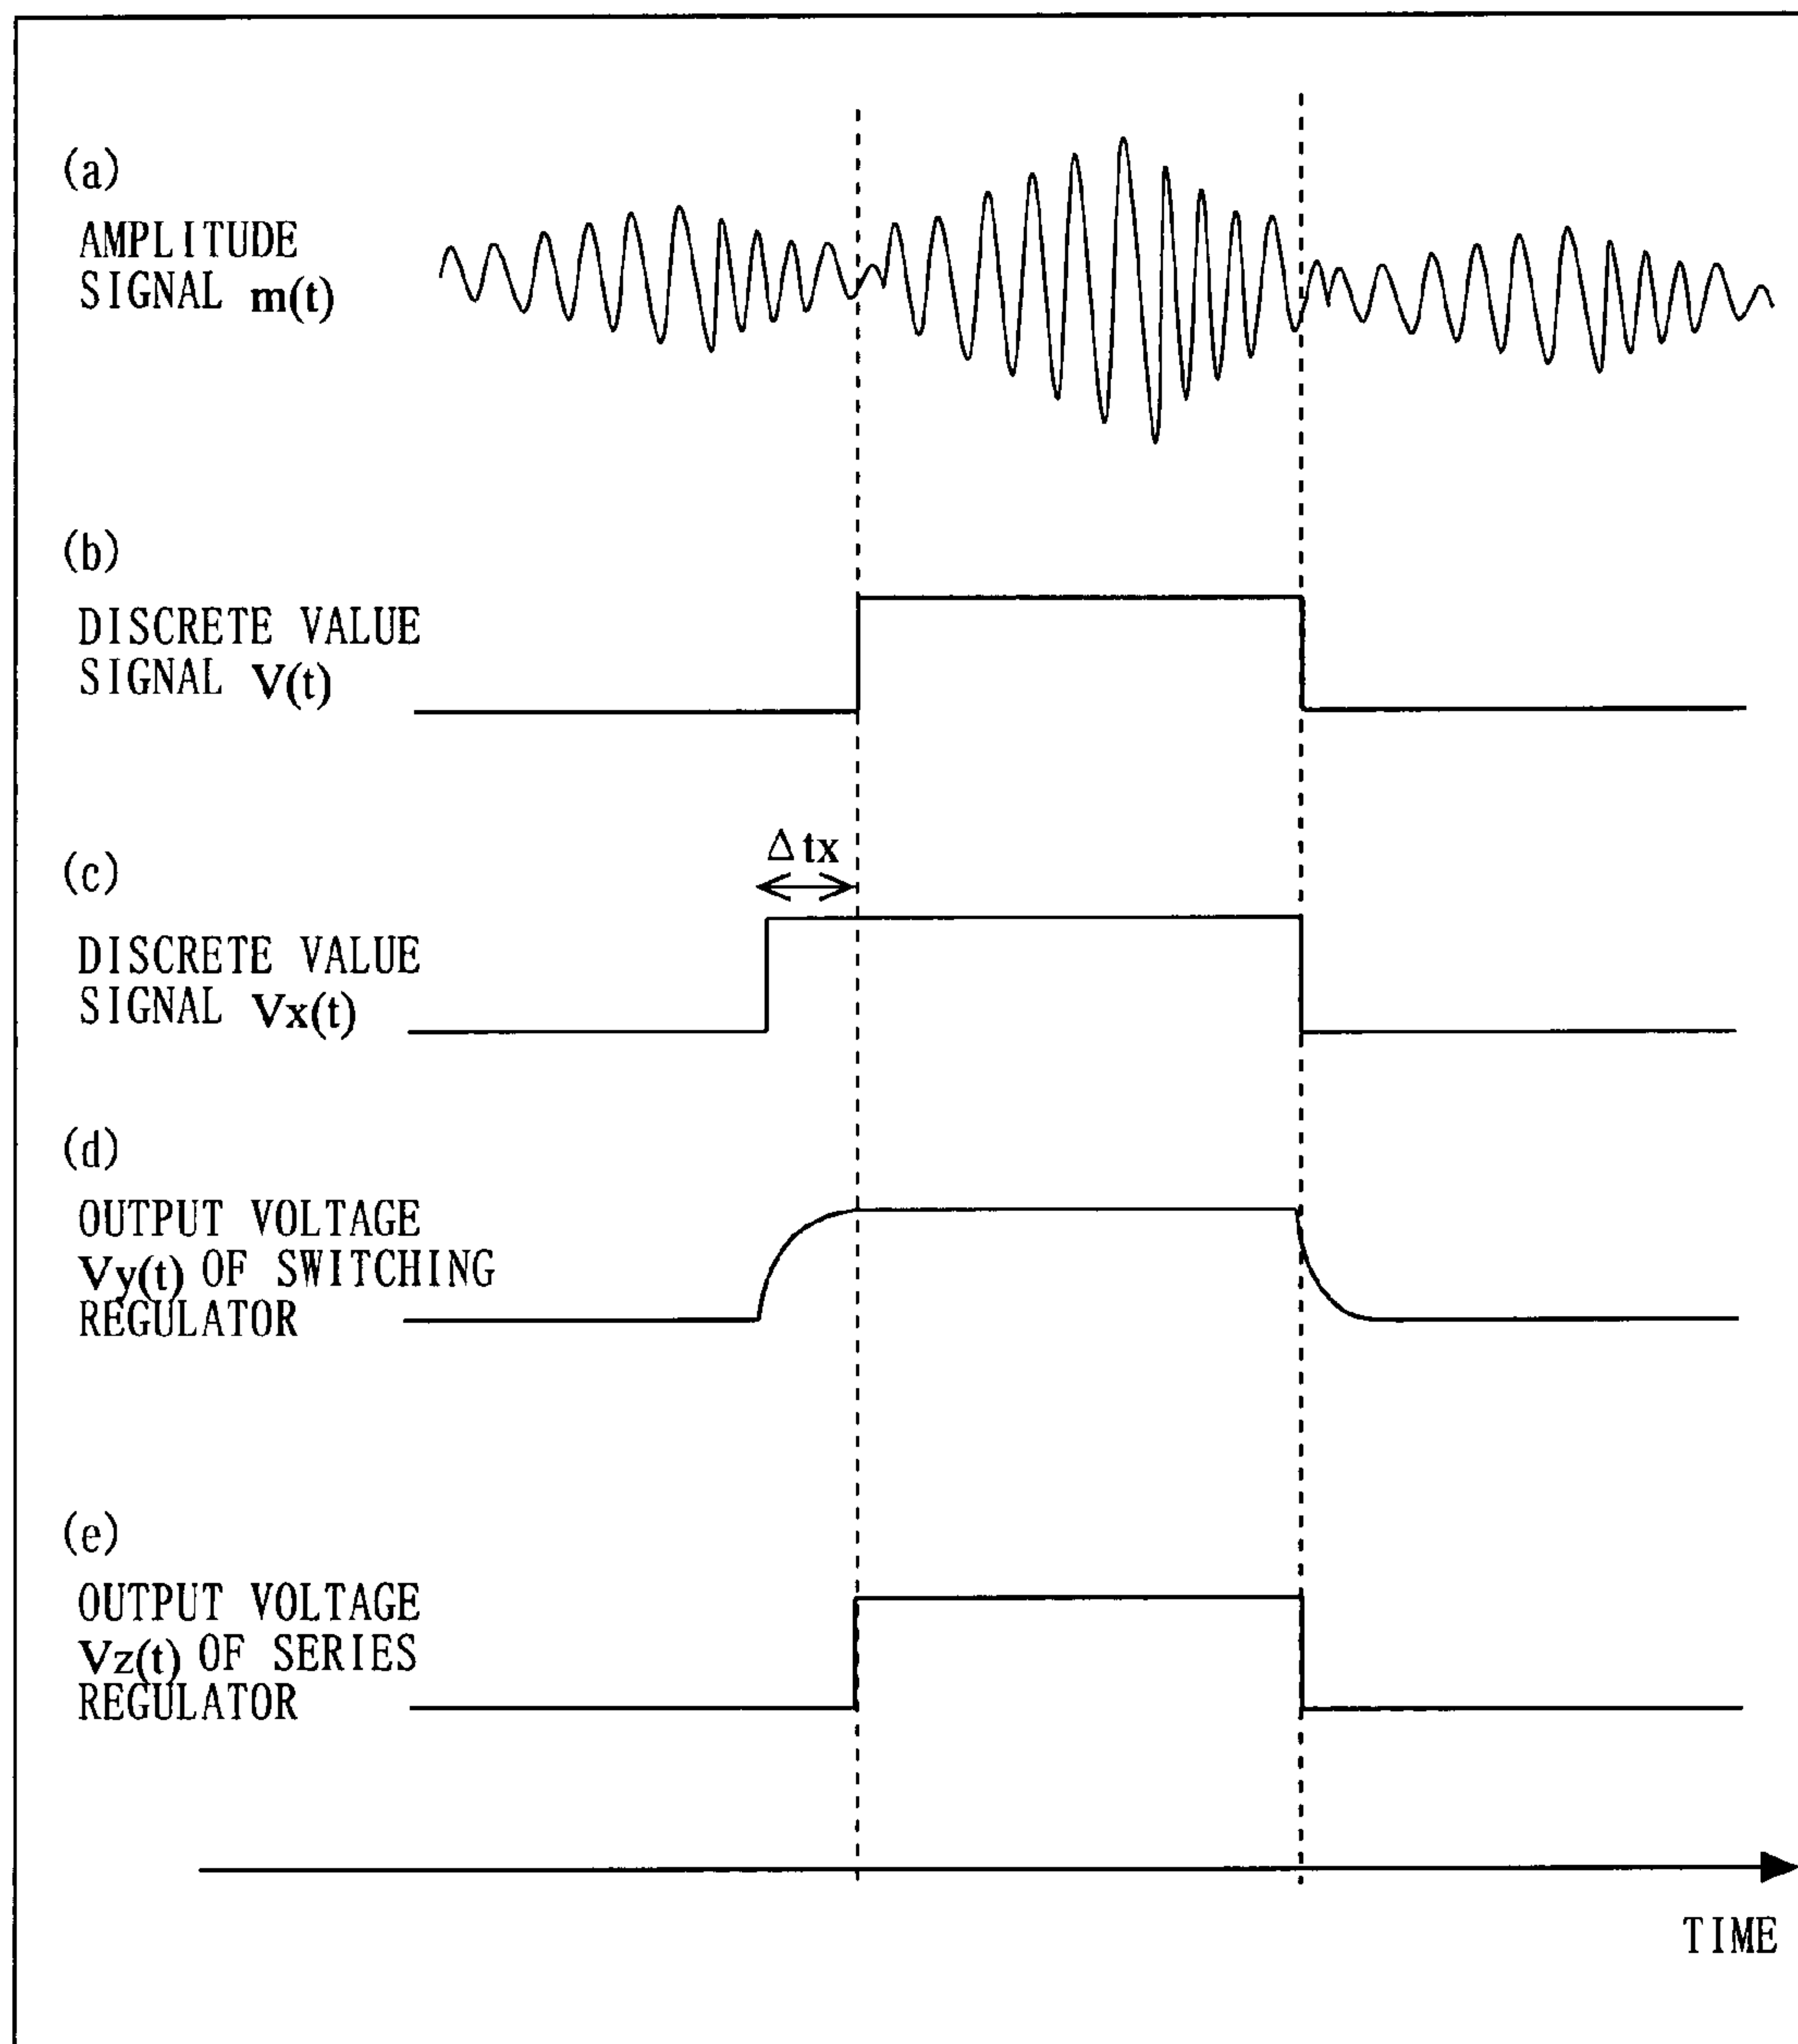 (a)
AMPLITUDE
SIGNAL m(t)
(b)
DISCRETE VALUE
SIGNAL V(t)
Δtx
(c)
DISCRETE VALUE
SIGNAL Vx(t)
(d)
OUTPUT VOLTAGE
Vy(t) OF SWITCHING
REGULATOR
(e)
OUTPUT VOLTAGE
Vz(t) OF SERIES
REGULATOR
TIME